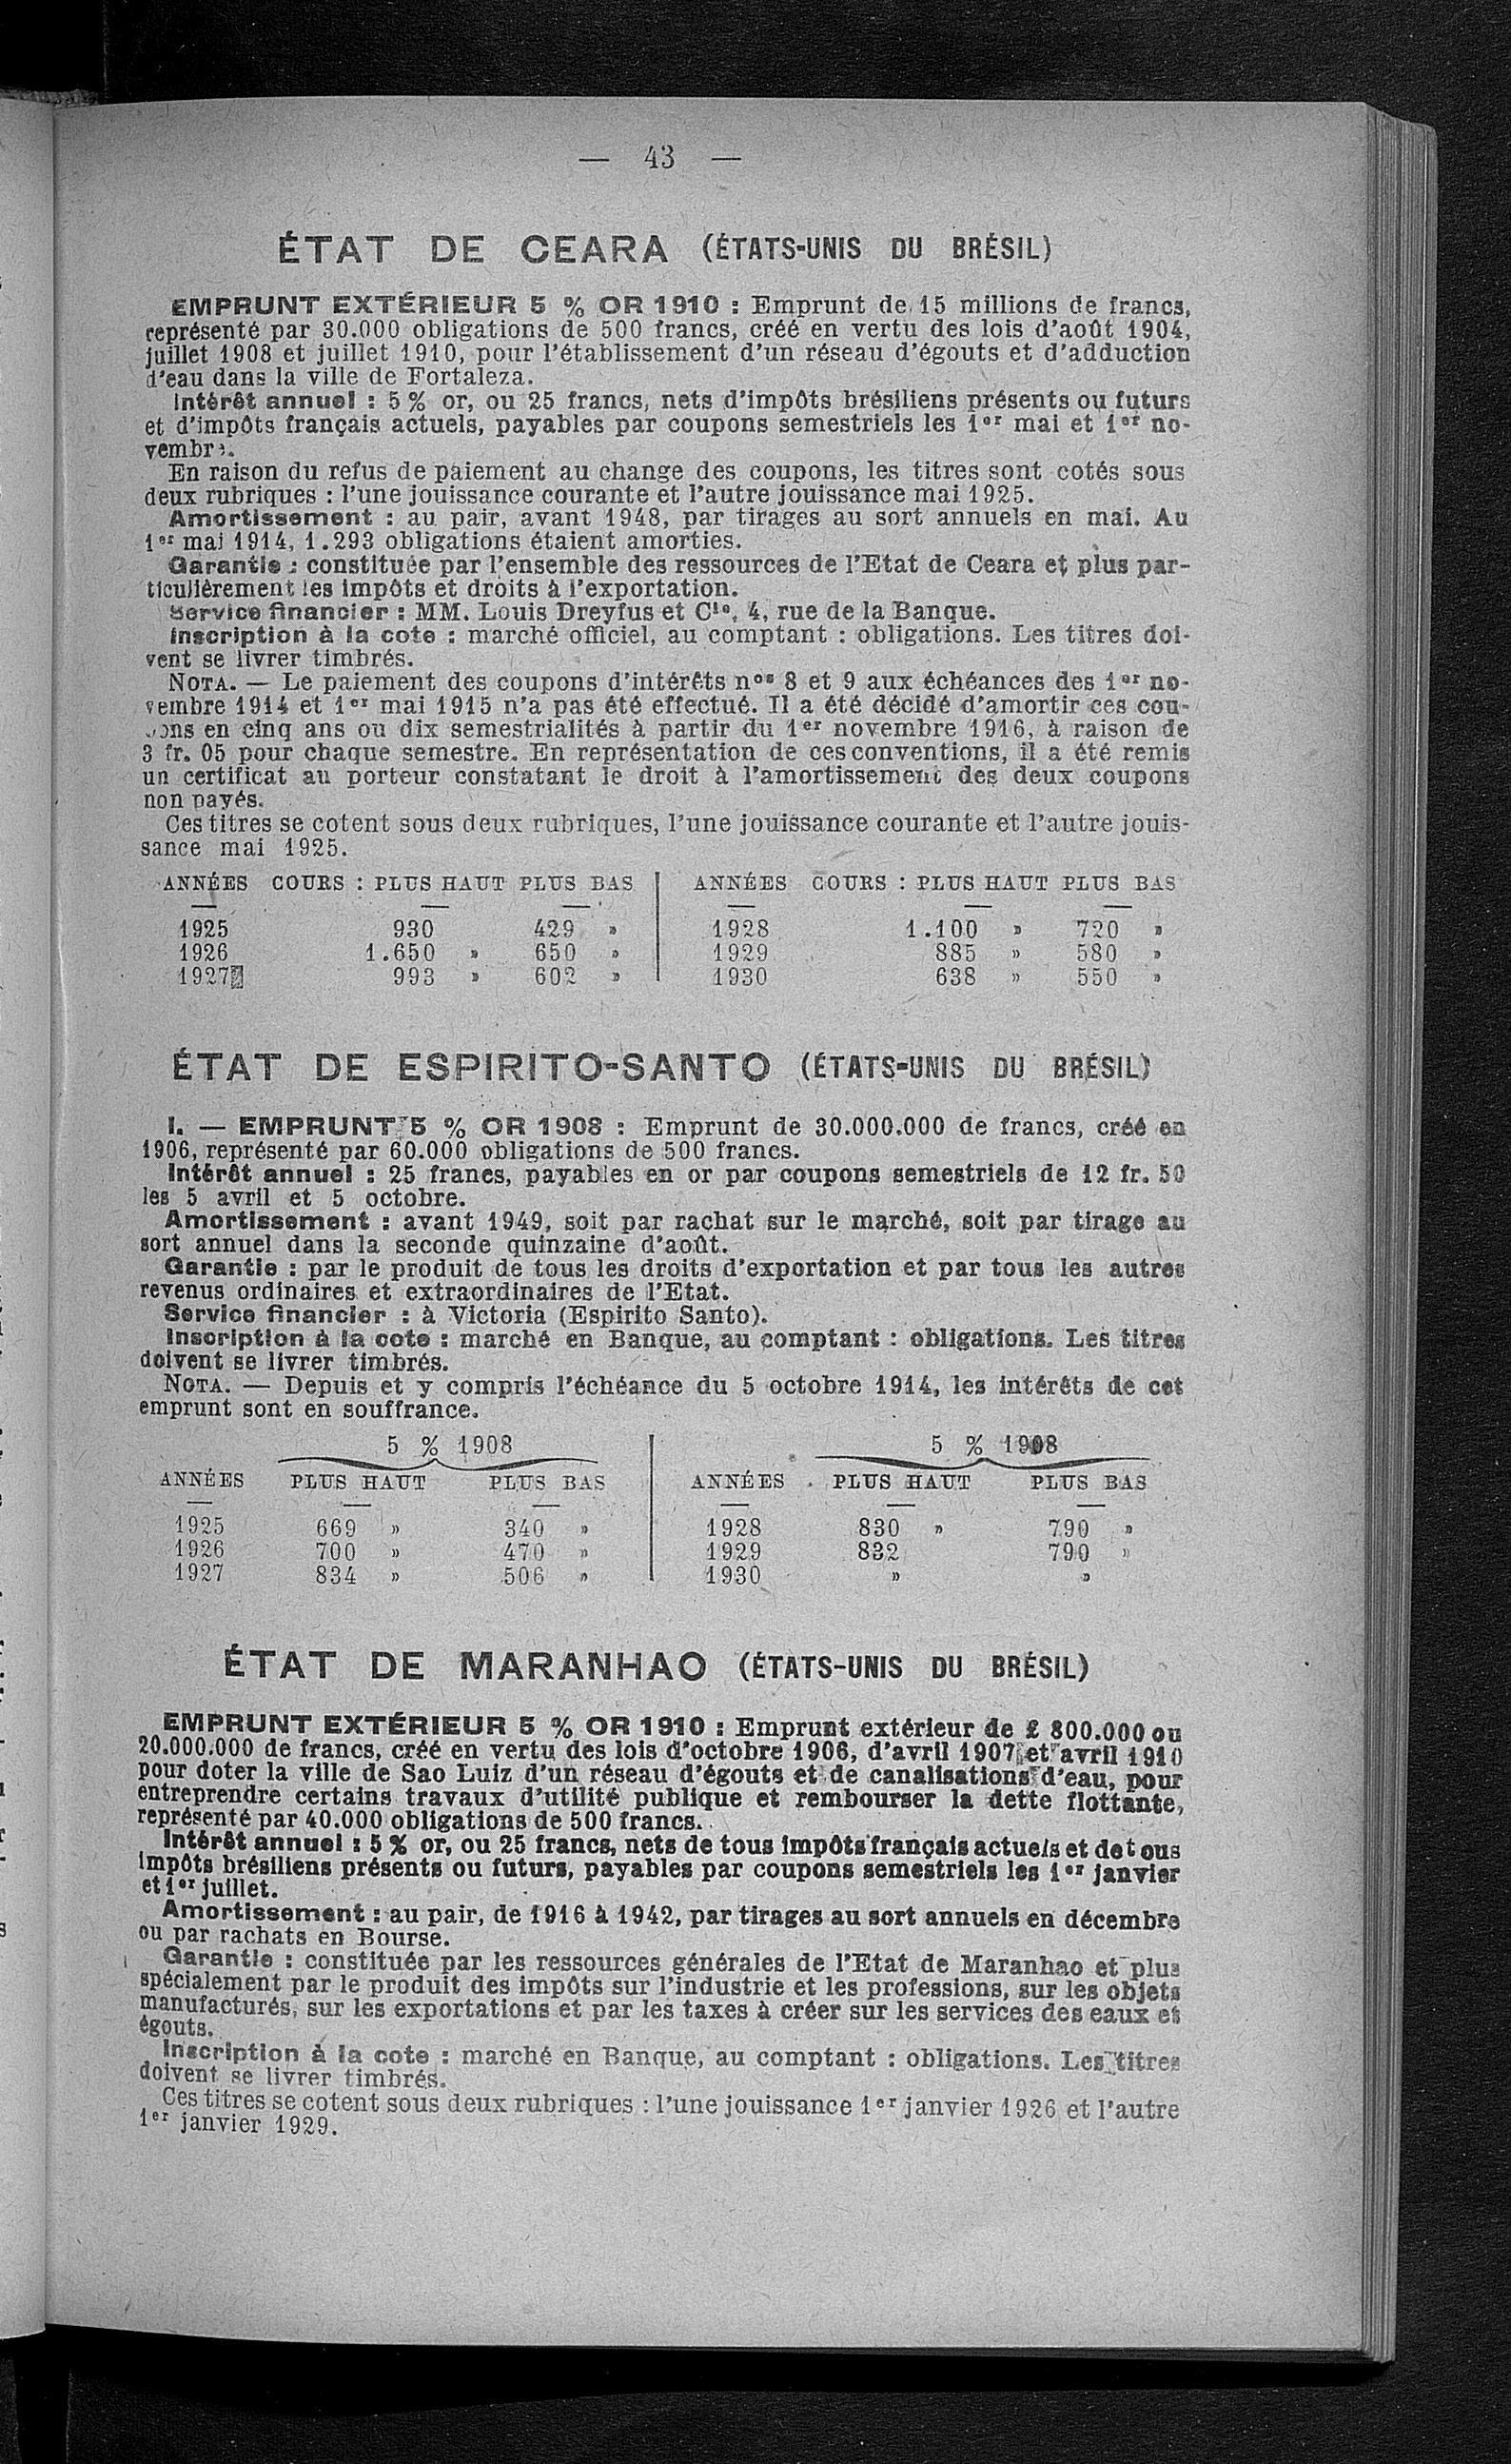 — 43 —
ÉTAT DE CEARA (ÉTATS-UNIS DU BRÉSIL)
EMPRUNT EXTÉRIEUR 5 % OR 1910 : Emprunt de 15 millions de francs,
représenté par 30.000 obligations de 500 francs, créé en vertu des lois d'août 1904,
juillet 1908 et juillet 1910, pour l'établissement d'un réseau d'égouts et d'adduction
d'eau dans la ville de Fortaleza.
Intérêt annuel : 5 % or, ou 25 francs, nets d'impôts brésiliens présents ou futurs
et d'impôts français actuels, payables par coupons semestriels les 1er mai et 1er no-
vembre.
En raison du refus de paiement au change des coupons, les titres sont cotés sous
deux rubriques : l'une jouissance courante et l'autre jouissance mai 1925.
Amortissement : au pair, avant 1948, par tirages au sort annuels en mai. Au
1er mai 1914, 1.293 obligations étaient amorties.
Garantie : constituée par l'ensemble des ressources de l'Etat de Ceara et plus par-
ticulièrement les impôts et droits à l'exportation.
Service financier : MM. Louis Dreyfus et Cie, 4, rue de la Banque.
Inscription à la cote : marché officiel, au comptant : obligations. Les titres doi-
vent se livrer timbrés.
NOTA. — Le paiement des coupons d'intérêts nos 8 et 9 aux échéances des 1er no-
vembre 1914 et 1er mai 1915 n'a pas été effectué. Il a été décidé d'amortir ces cou-
pons en cinq ans ou dix semestrialités à partir du 1er novembre 1916, à raison de
3 fr. 05 pour chaque semestre. En représentation de ces conventions, il a été remis
un certificat au porteur constatant le droit à l'amortissement des deux coupons
non payés.
Ces titres se cotent sous deux rubriques, l'une jouissance courante et l'autre jouis-
sance mai 1925.
ANNÉES COURS : PLUS HAUT PLUS BAS ANNÉES COURS : PLUS HAUT PLUS BAS
1925 930 429 » 1928 1.100 » 720 »
1926 1.650 » 650 » 1929 885 » 580 »
1927 993 » 602 » 1930 638 » 550 »
ÉTAT DE ESPIRITO-SANTO (ÉTATS-UNIS DU BRÉSIL)
I. — EMPRUNT 5 % OR 1908 : Emprunt de 30.000.000 de francs, créé en
1906, représenté par 60.000 obligations de 500 francs.
Intérêt annuel : 25 francs, payables en or par coupons semestriels de 12 fr. 50
les 5 avril et 5 octobre.
Amortissement : avant 1949, soit par rachat sur le marché, soit par tirage au
sort annuel dans la seconde quinzaine d'août.
Garantie : par le produit de tous les droits d'exportation et par tous les autres
revenus ordinaires et extraordinaires de l'Etat.
Service financier : à Victoria (Espirito Santo).
Inscription à la cote : marché en Banque, au comptant : obligations. Les titres
doivent se livrer timbrés.
NOTA. — Depuis et y compris l'échéance du 5 octobre 1914, les intérêts de cet
emprunt sont en souffrance.
5 % 1908 5 % 1908
ANNÉES PLUS HAUT PLUS BAS ANNÉES PLUS HAUT PLUS BAS
1925 669 » 340 » 1928 830 » 790 »
1926 700 » 470 » 1929 832 790 »
1927 834 » 506 » 1930 » »
ÉTAT DE MARANHAO (ÉTATS-UNIS DU BRÉSIL)
EMPRUNT EXTÉRIEUR 5 % OR 1910 : Emprunt extérieur de £ 800.000 ou
20.000.000 de francs, créé en vertu des lois d'octobre 1906, d'avril 1907 et avril 1910
pour doter la ville de Sao Luiz d'un réseau d'égouts et de canalisations d'eau, pour
entreprendre certains travaux d'utilité publique et rembourser la dette flottante,
représenté par 40.000 obligations de 500 francs.
Intérêt annuel : 5 % or, ou 25 francs, nets de tous impôts français actuels et de tous
impôts brésiliens présents ou futurs, payables par coupons semestriels les 1er janvier
et 1er juillet.
Amortissement : au pair, de 1916 à 1942, par tirages au sort annuels en décembre
ou par rachats en Bourse.
Garantie : constituée par les ressources générales de l'Etat de Maranhao et plus
spécialement par le produit des impôts sur l'industrie et les professions, sur les objets
manufacturés, sur les exportations et par les taxes à créer sur les services des eaux et
égouts.
Inscription à la cote : marché en Banque, au comptant : obligations. Les titres
doivent se livrer timbrés.
Ces titres se cotent sous deux rubriques : l'une jouissance 1er janvier 1926 et l'autre
1er janvier 1929.